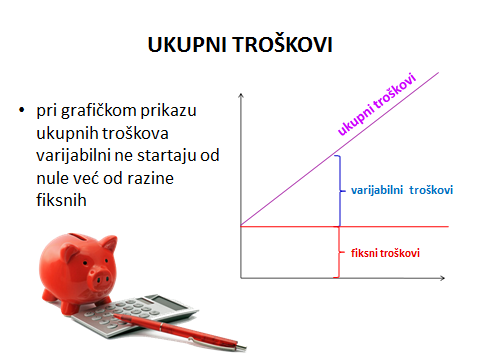 UKUPNI TROŠKOVI
• pri grafičkom prikazu
ukupnih troškova
varijabilni ne startaju od
nule već od razine
fiksnih
ukupni troškovi
varijabilni troškovi
fiksni troškovi